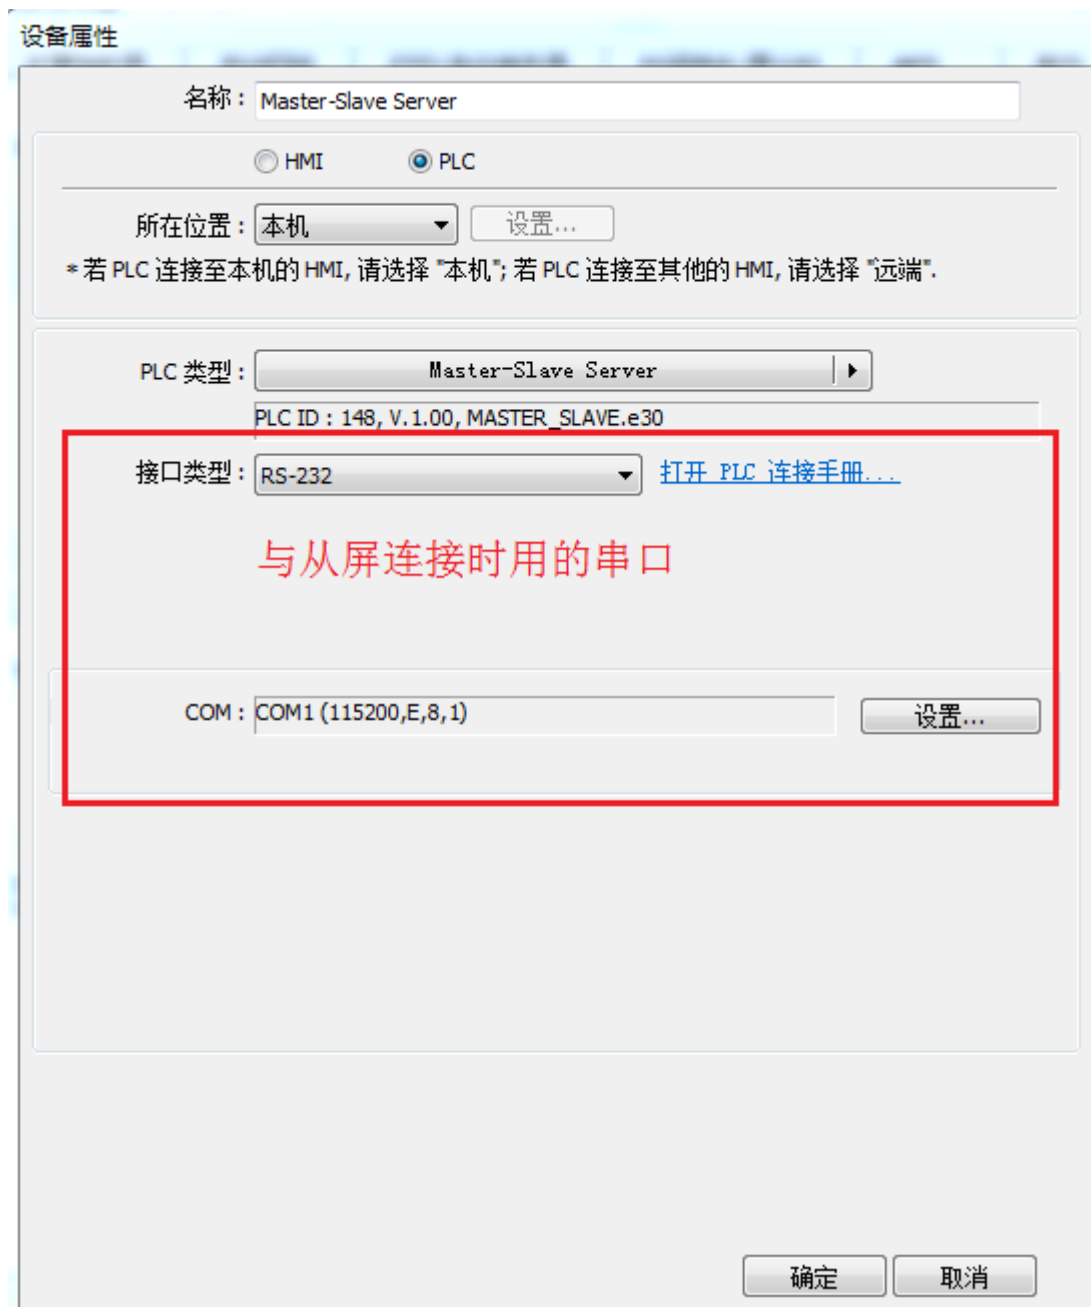 设备属性
名称： Master-Slave Server
HMI PLC
所在位置： 本机 设置...
* 若 PLC 连接至本机的 HMI, 请选择 "本机"; 若 PLC 连接至其他的 HMI, 请选择 "远端".
PLC 类型： Master-Slave Server
PLC ID : 148, V.1.00, MASTER_SLAVE.e30
接口类型： RS-232 打开 PLC 连接手册...
与从屏连接时用的串口
COM： COM1 (115200,E,8,1) 设置...
确定 取消